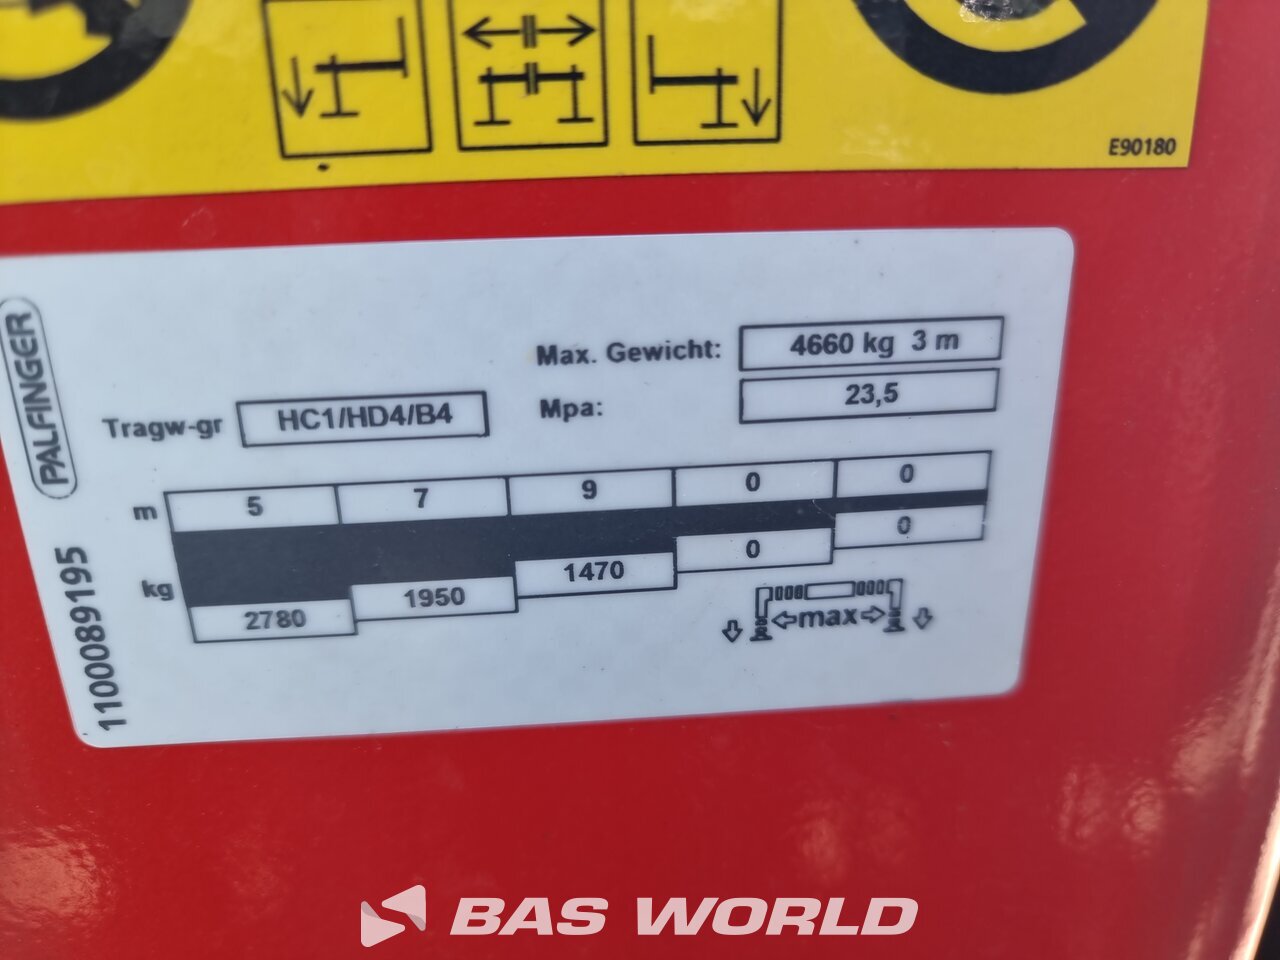 E90180
PALFINGER
1100089195
Max. Gewicht: 4660 kg 3 m
Tragw-gr HC1/HD4/B4 Mpa: 23,5
m 5 7 9 0 0
kg 2780 1950 1470 0 0
max
BAS WORLD